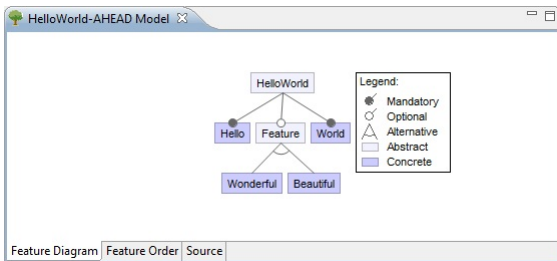 HelloWorld-AHEAD Model
HelloWorld
Legend:
Mandatory
Optional
Alternative
Abstract
Concrete
Hello Feature World
Wonderful Beautiful
Feature Diagram Feature Order Source